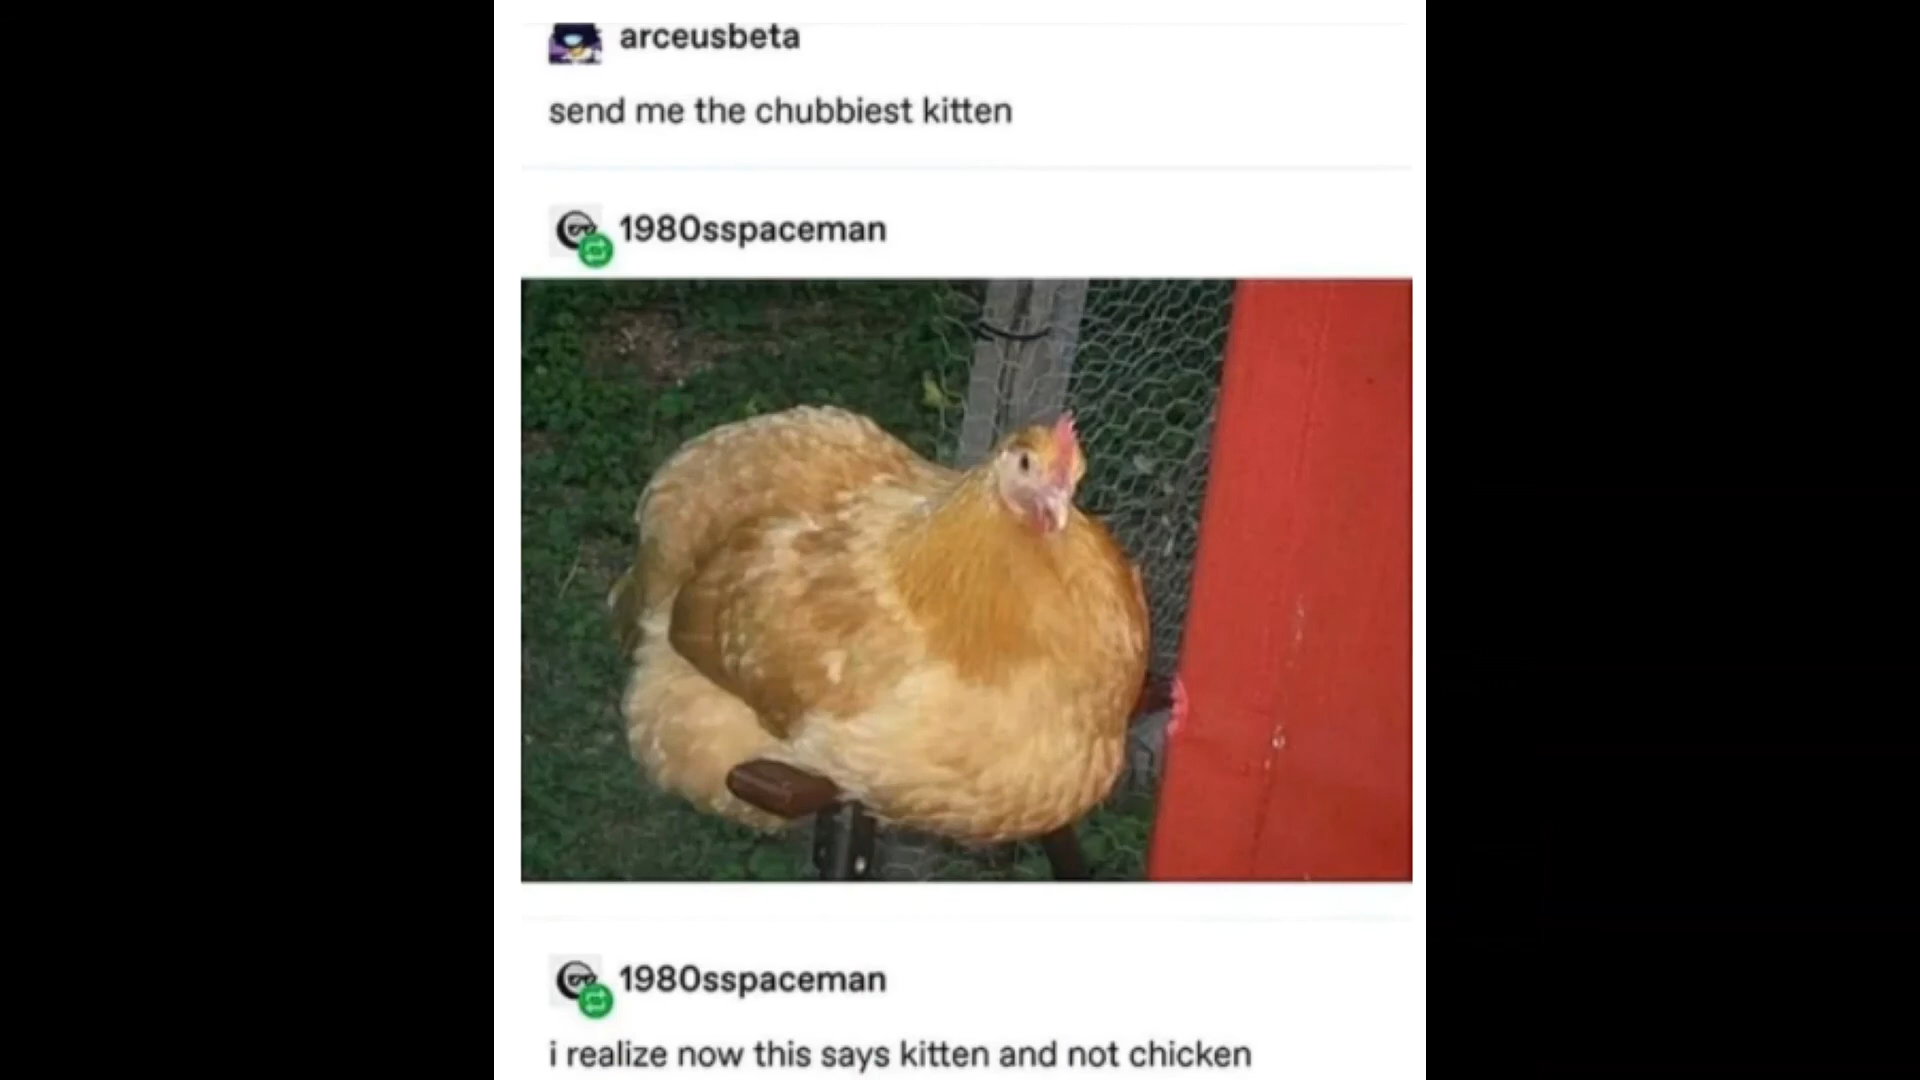 arceusbeta
send me the chubbiest kitten
1980sspaceman
1980sspaceman
i realize now this says kitten and not chicken